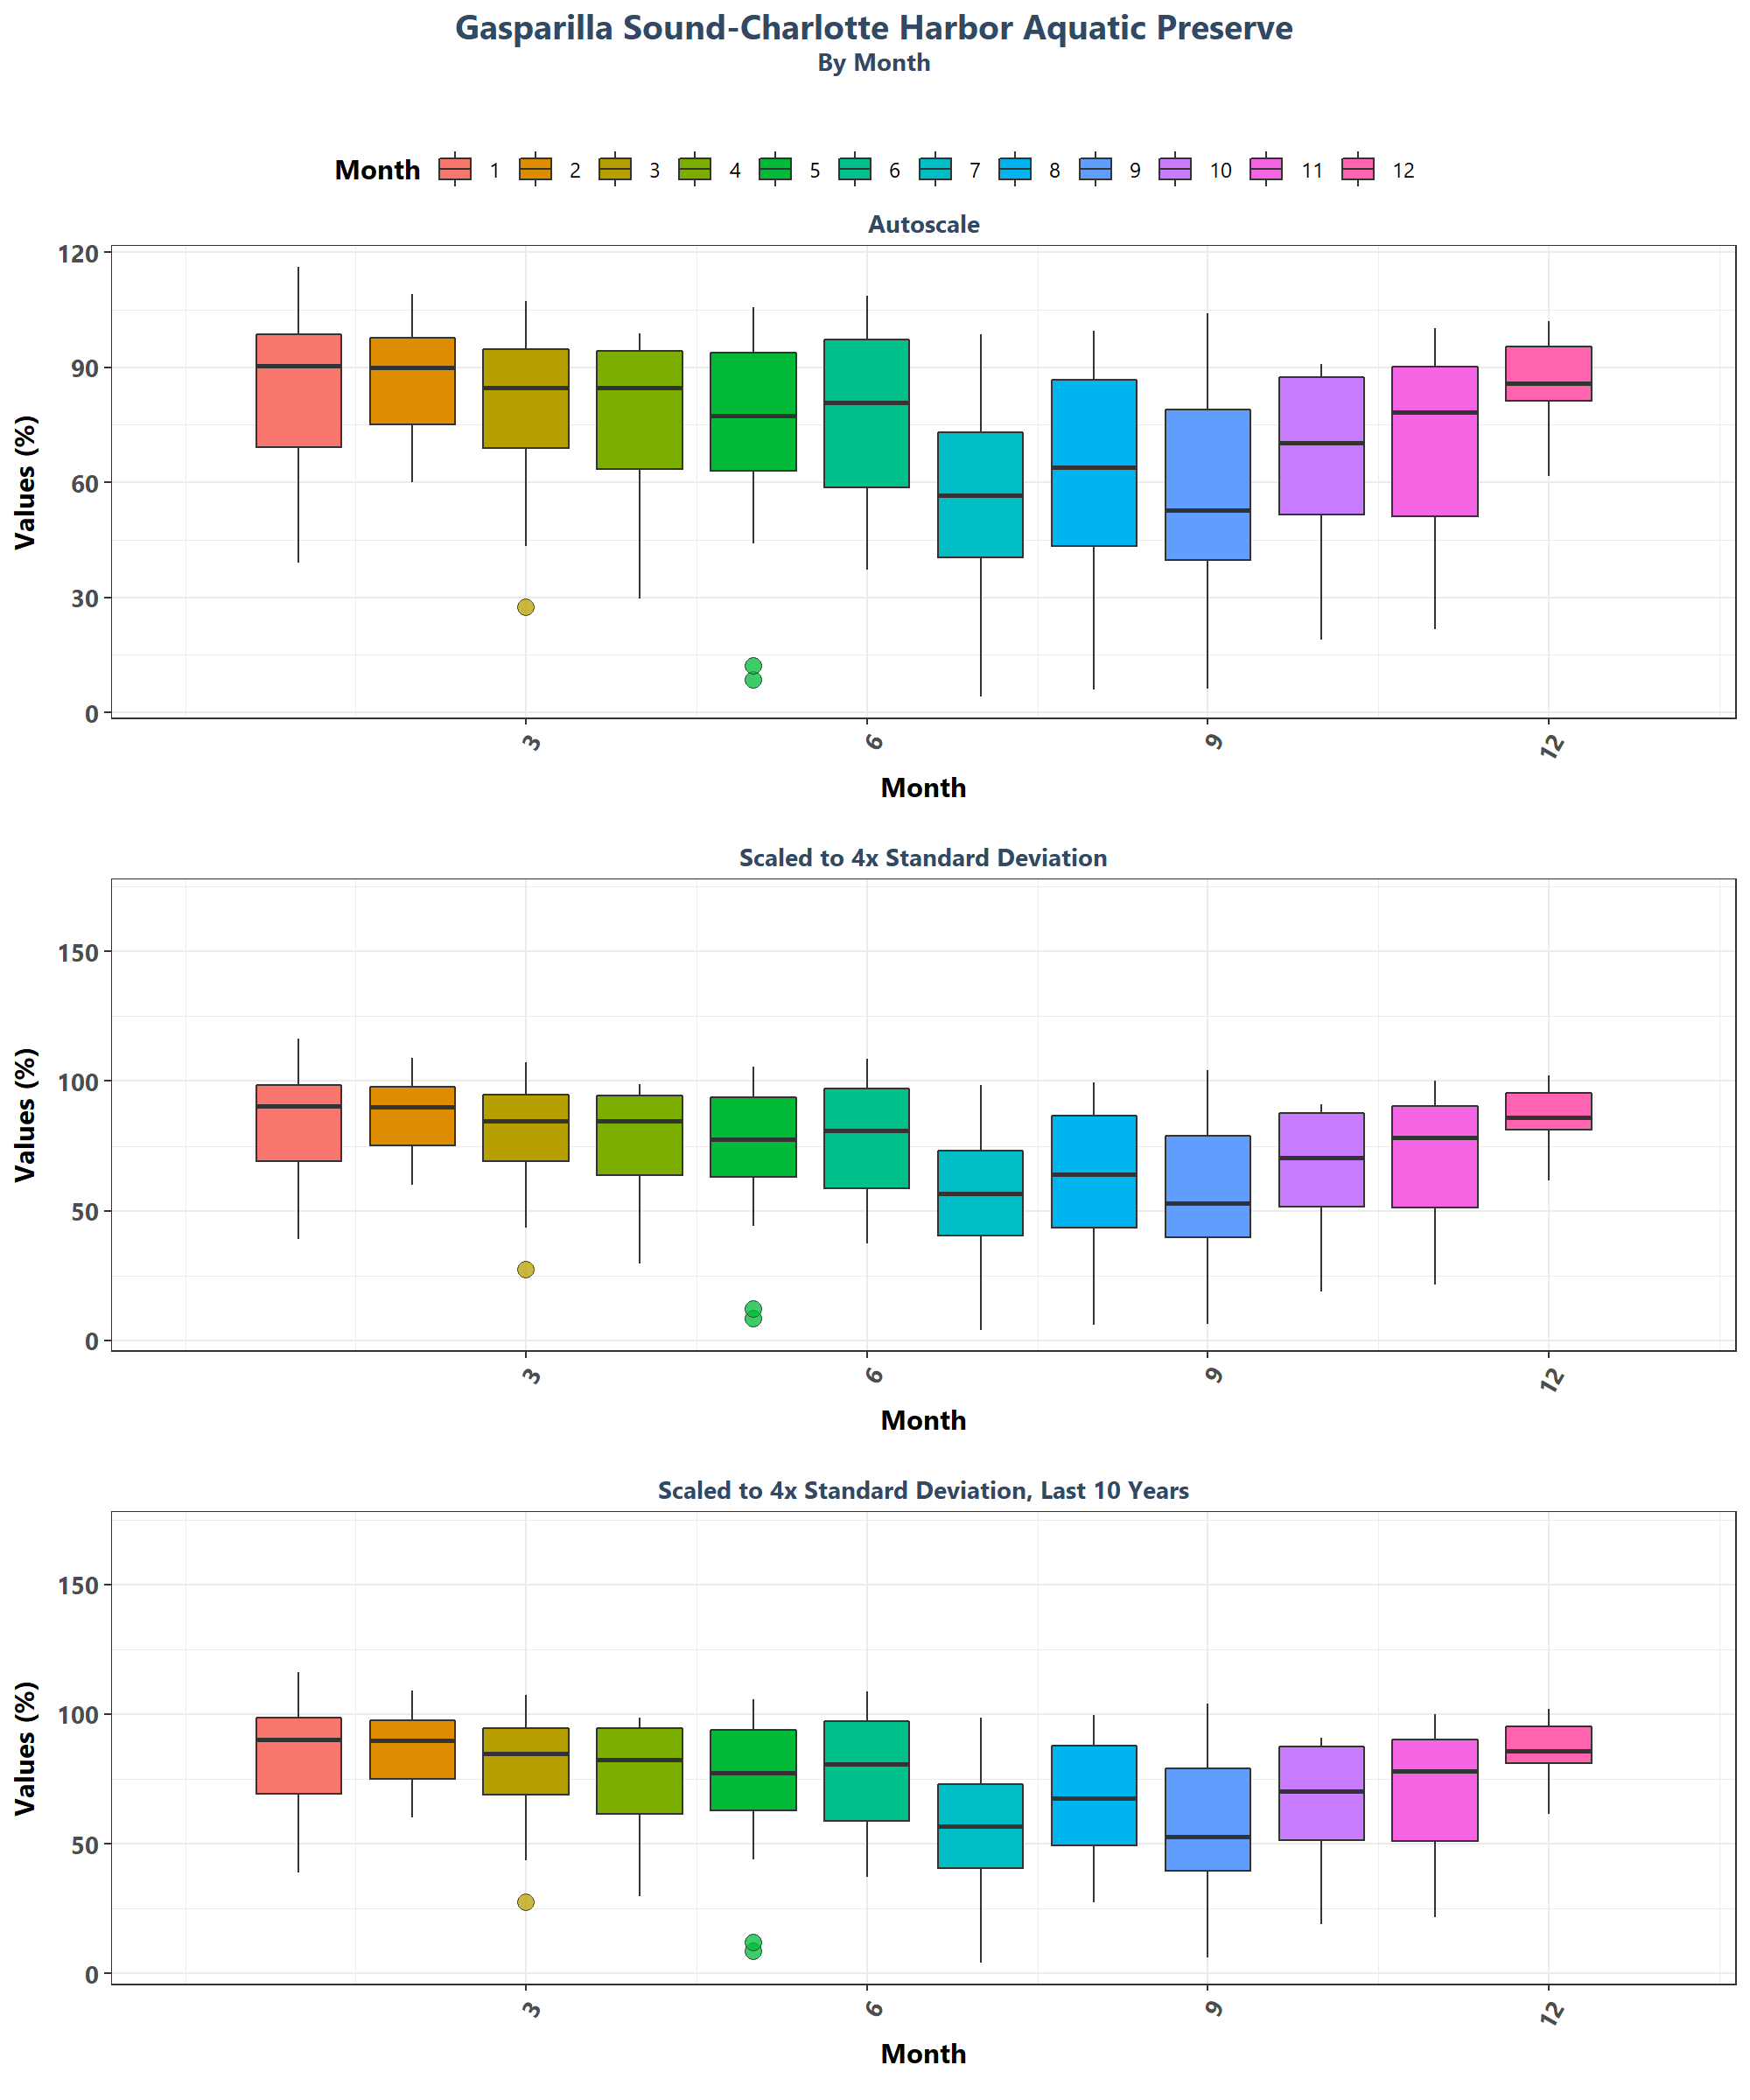 Gasparilla Sound-Charlotte Harbor Aquatic Preserve
By Month
Month 1 2 3 4 5 6 7 8 9 10 11 12
Autoscale
120
90
60
30
0
Values (%)
3 6 9 12
Month
Scaled to 4x Standard Deviation
150
100
50
0
Values (%)
3 6 9 12
Month
Scaled to 4x Standard Deviation, Last 10 Years
150
100
50
0
Values (%)
3 6 9 12
Month